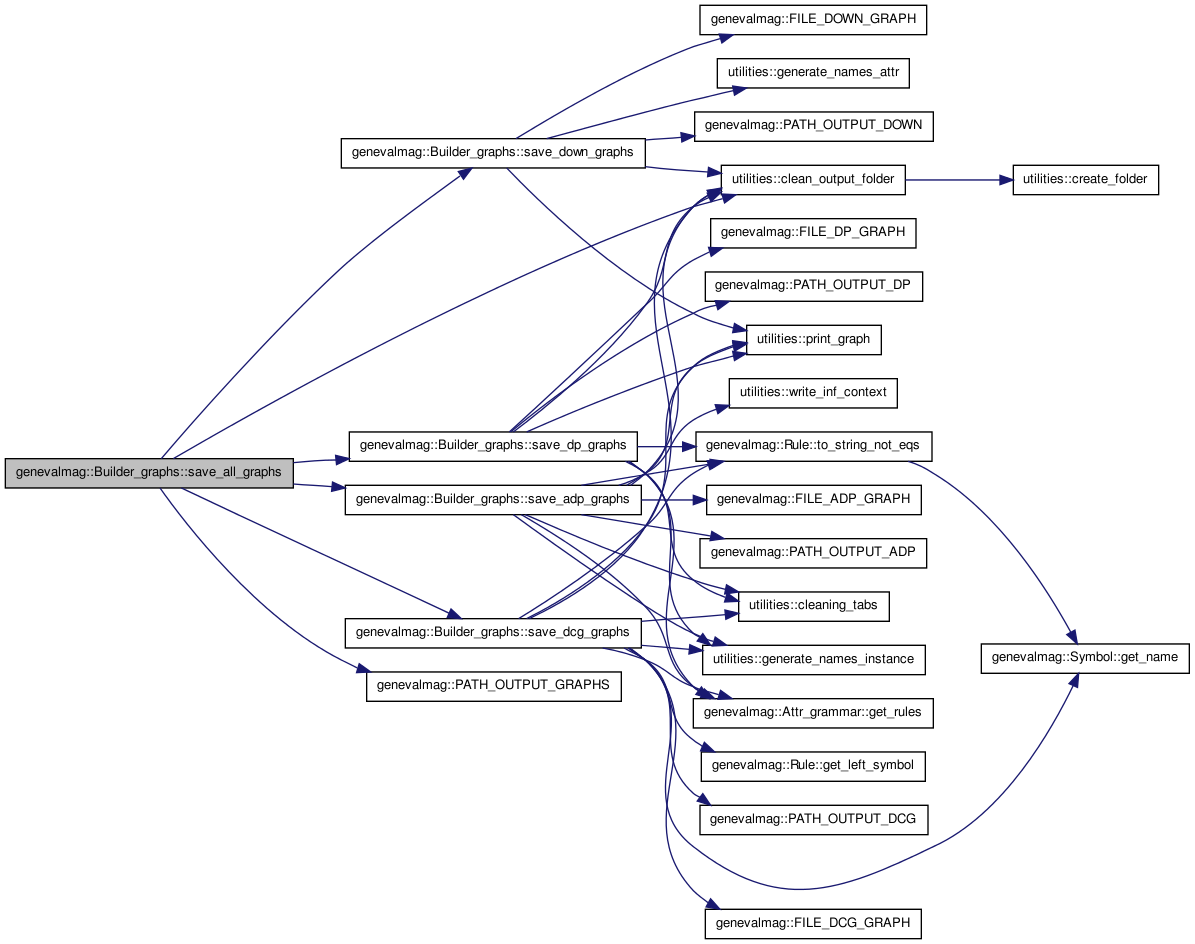 genevalmag::FILE_DOWN_GRAPH
utilities::generate_names_attr
genevalmag::PATH_OUTPUT_DOWN
genevalmag::Builder_graphs::save_down_graphs
utilities::clean_output_folder
utilities::create_folder
genevalmag::FILE_DP_GRAPH
genevalmag::PATH_OUTPUT_DP
utilities::print_graph
utilities::write_inf_context
genevalmag::Builder_graphs::save_dp_graphs
genevalmag::Rule::to_string_not_eqs
genevalmag::Builder_graphs::save_all_graphs
genevalmag::Builder_graphs::save_adp_graphs
genevalmag::FILE_ADP_GRAPH
genevalmag::PATH_OUTPUT_ADP
utilities::cleaning_tabs
genevalmag::Builder_graphs::save_dcg_graphs
utilities::generate_names_instance
genevalmag::Symbol::get_name
genevalmag::PATH_OUTPUT_GRAPHS
genevalmag::Attr_grammar::get_rules
genevalmag::Rule::get_left_symbol
genevalmag::PATH_OUTPUT_DCG
genevalmag::FILE_DCG_GRAPH